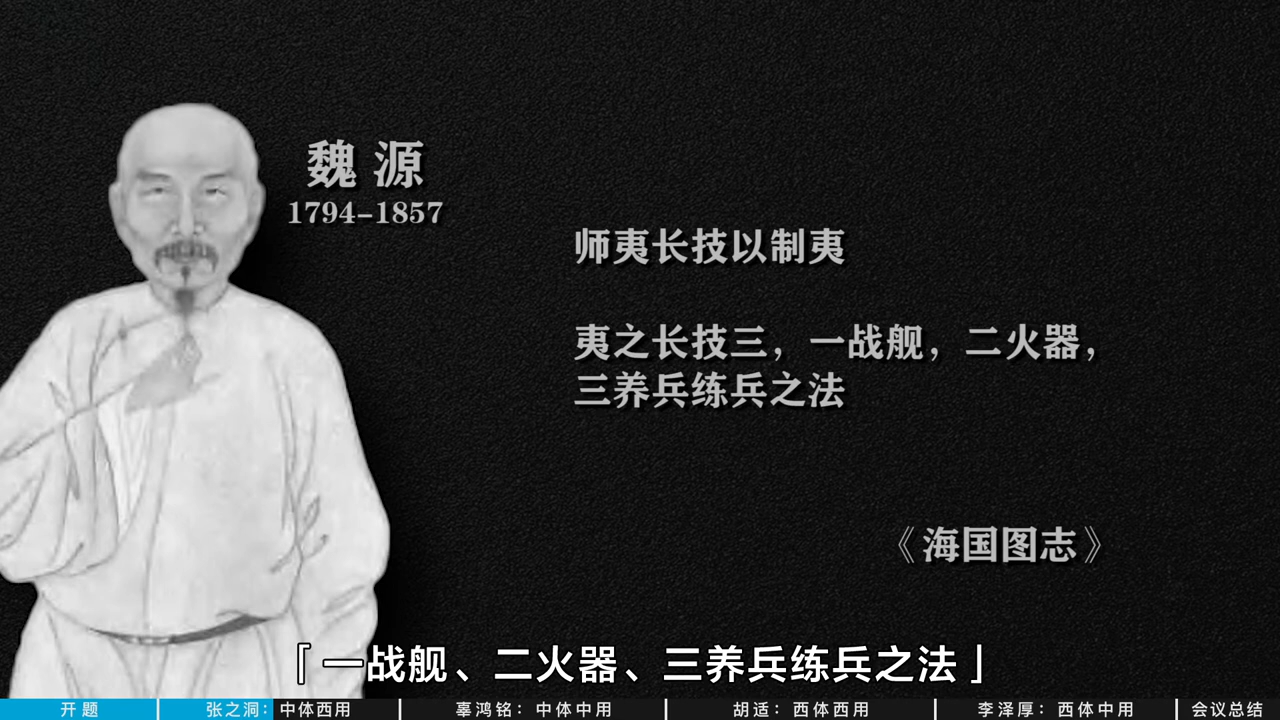 魏源
1794-1857
师夷长技以制夷
夷之长技三，一战舰，二火器，
三养兵练兵之法
《海国图志》
「一战舰、二火器、三养兵练兵之法」
开题
张之洞：中体西用
辜鸿铭：中体中用
胡适：西体西用
李泽厚：西体中用
会议总结